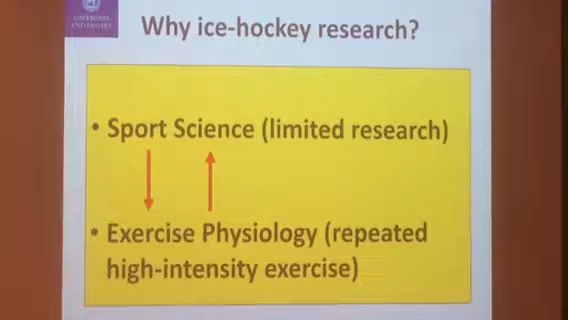 Why ice-hockey research?
• Sport Science (limited research)
• Exercise Physiology (repeated
high-intensity exercise)